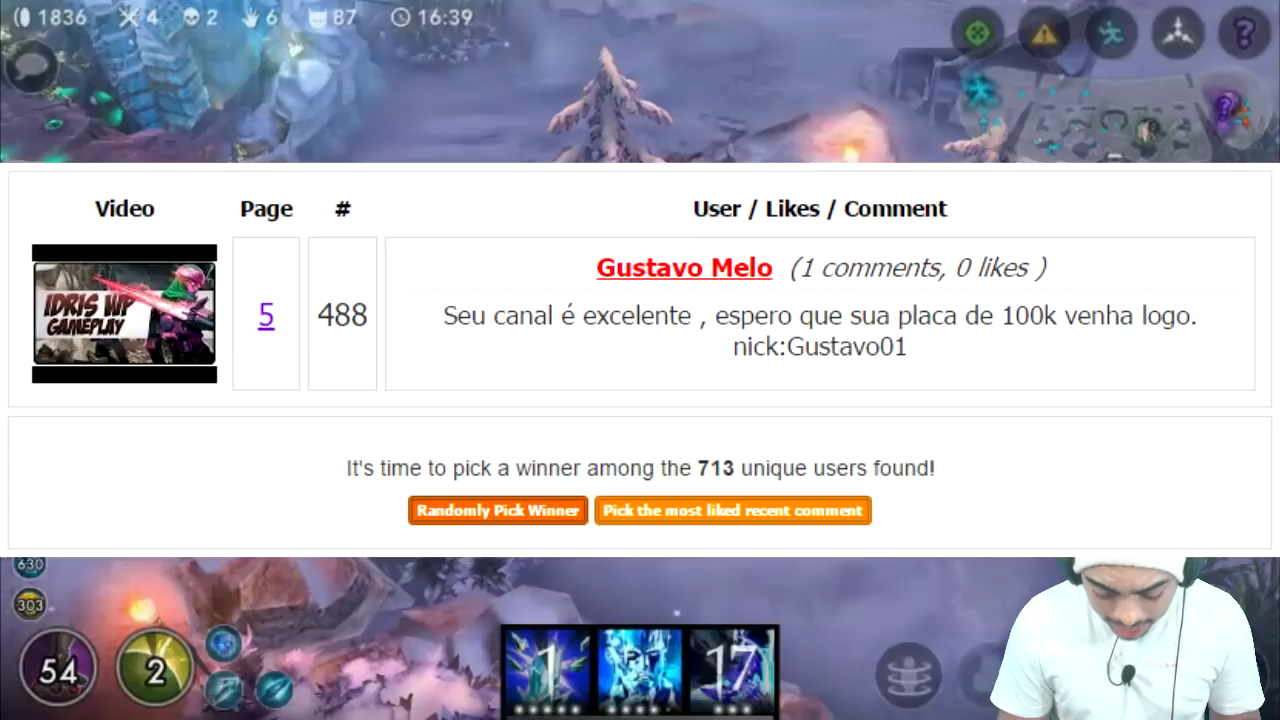 1836 4 2 6 87 16:39
Video Page # User / Likes / Comment
Gustavo Melo (1 comments, 0 likes )
IDRIS WP
GAMEPLAY
5 488 Seu canal é excelente , espero que sua placa de 100k venha logo.
nick:Gustavo01
It's time to pick a winner among the 713 unique users found!
Randomly Pick Winner Pick the most liked recent comment
630
303
54 2 1 17